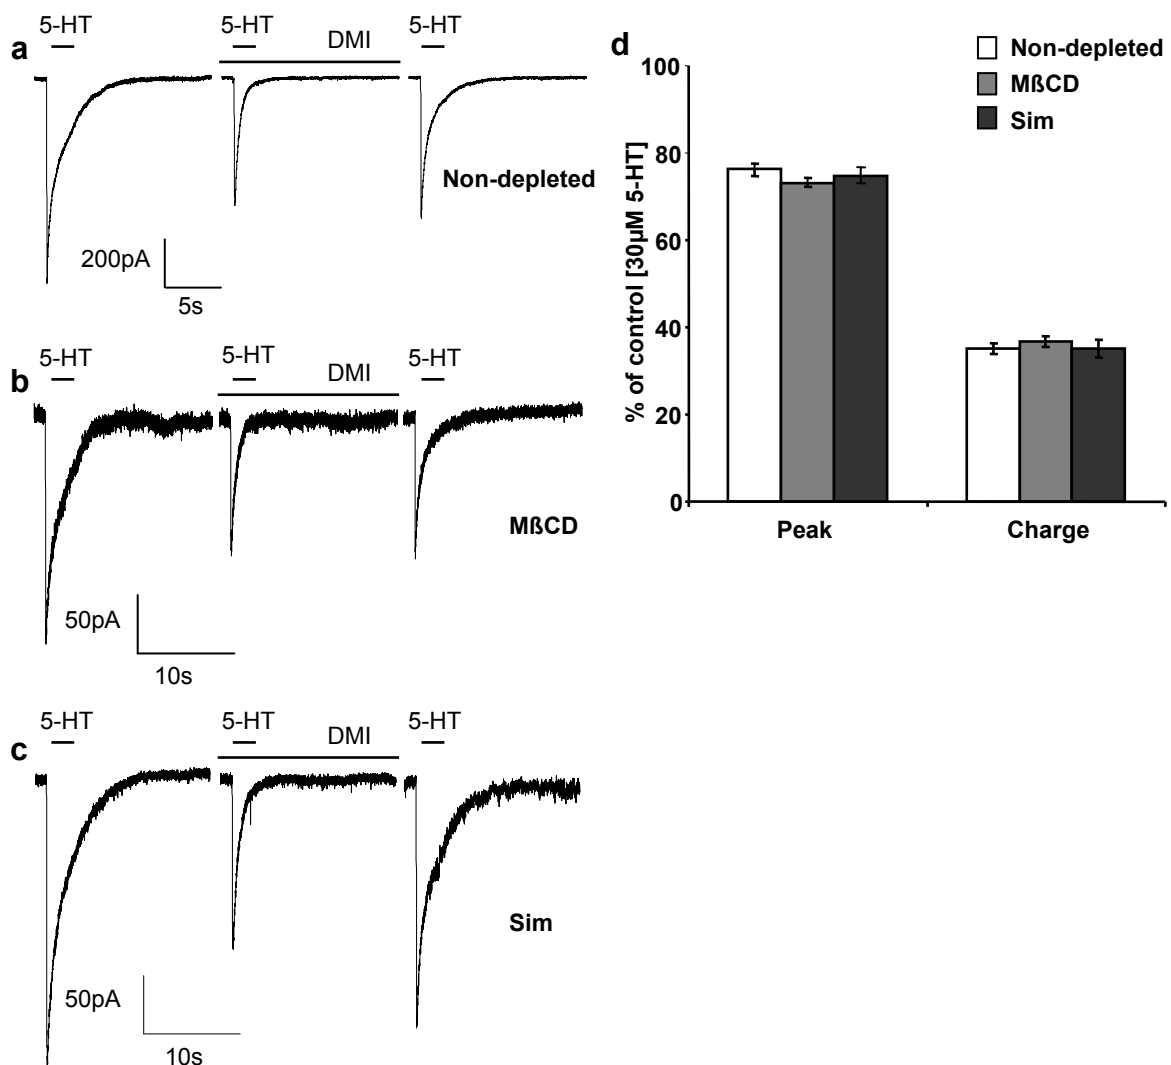 a
5-HT
5-HT
DMI
5-HT
Non-depleted
200pA
5s
b
5-HT
5-HT
DMI
5-HT
MßCD
50pA
10s
c
5-HT
5-HT
DMI
5-HT
Sim
50pA
10s
d
Non-depleted
MßCD
Sim
% of control [30µM 5-HT]
100
80
60
40
20
0
Peak
Charge